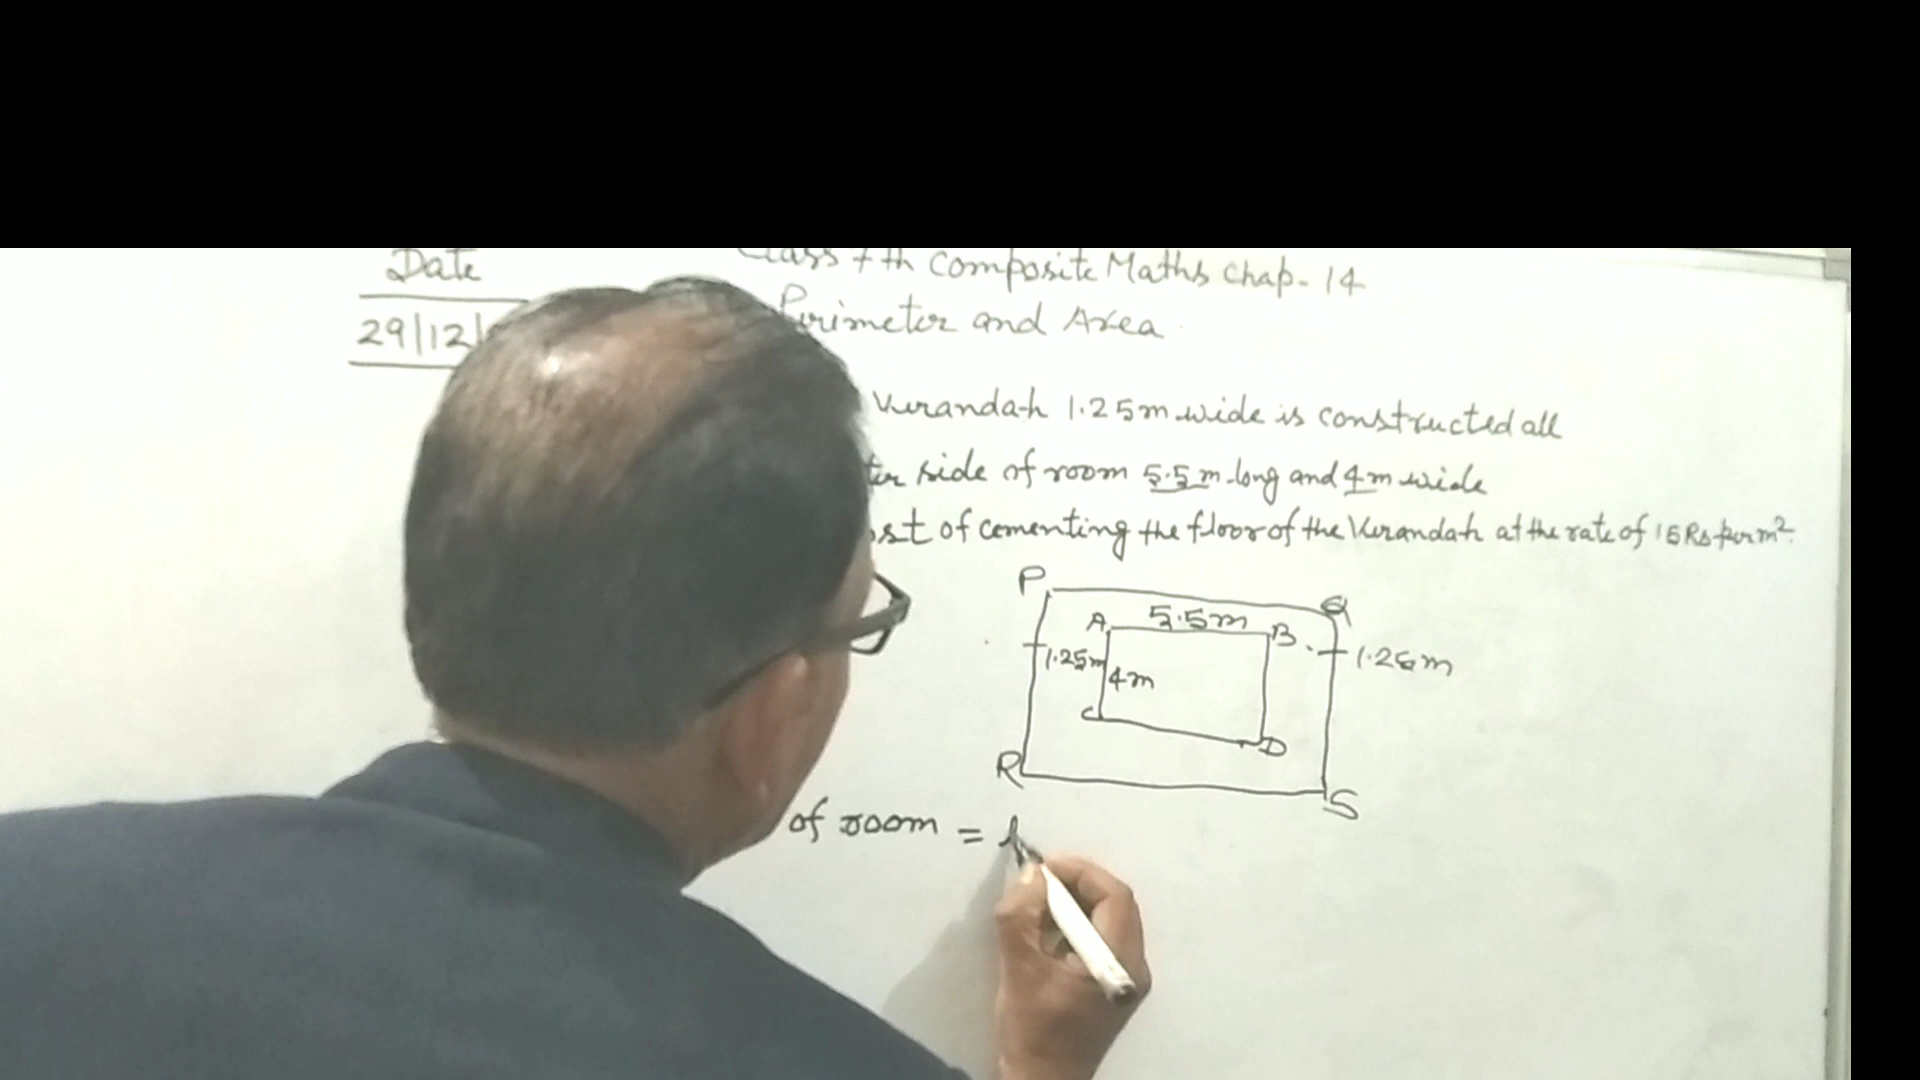 Date
Class 7th Composite Maths Chap- 14
29/12/
Perimeter and Area
Verandah 1.25m wide is constructed all
side of room 5.5m long and 4m wide
of cementing the floor of the Verandah at the rate of 15 Rs per m².
P
Q
A 5.5m B
1.25m 1.25m
4m
C D
R S
of room =